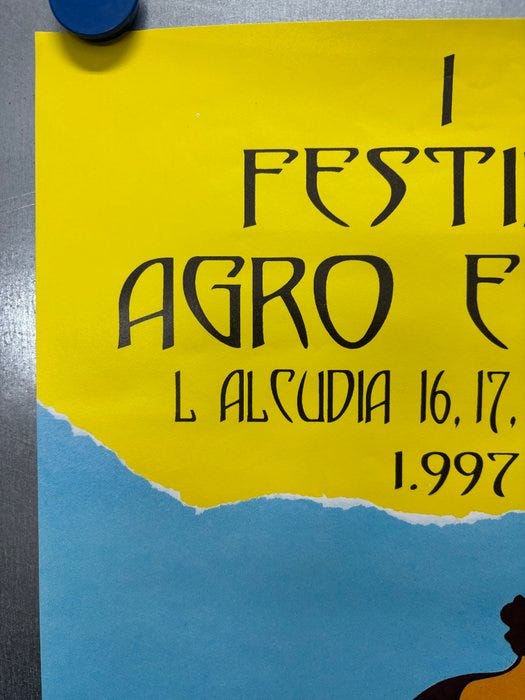 I
FESTI
AGRO E
L ALCUDIA 16, 17,
1.997